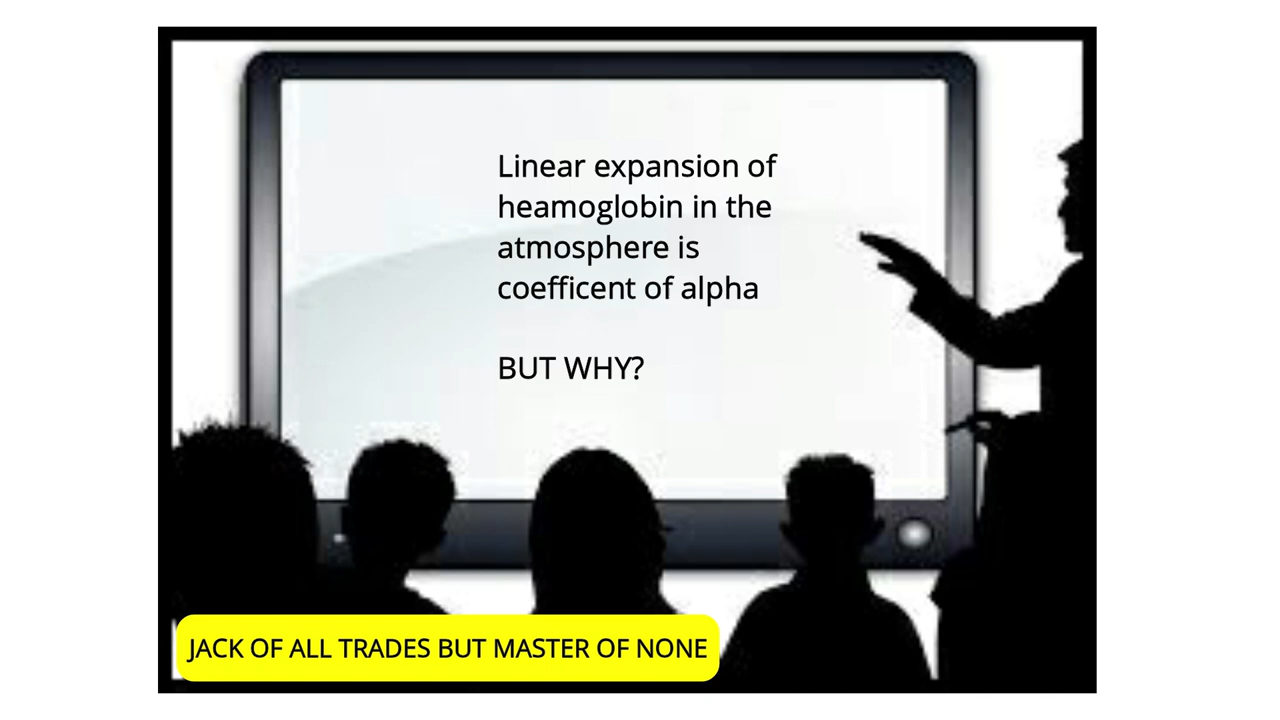 Linear expansion of
heamoglobin in the
atmosphere is
coefficent of alpha
BUT WHY?
JACK OF ALL TRADES BUT MASTER OF NONE